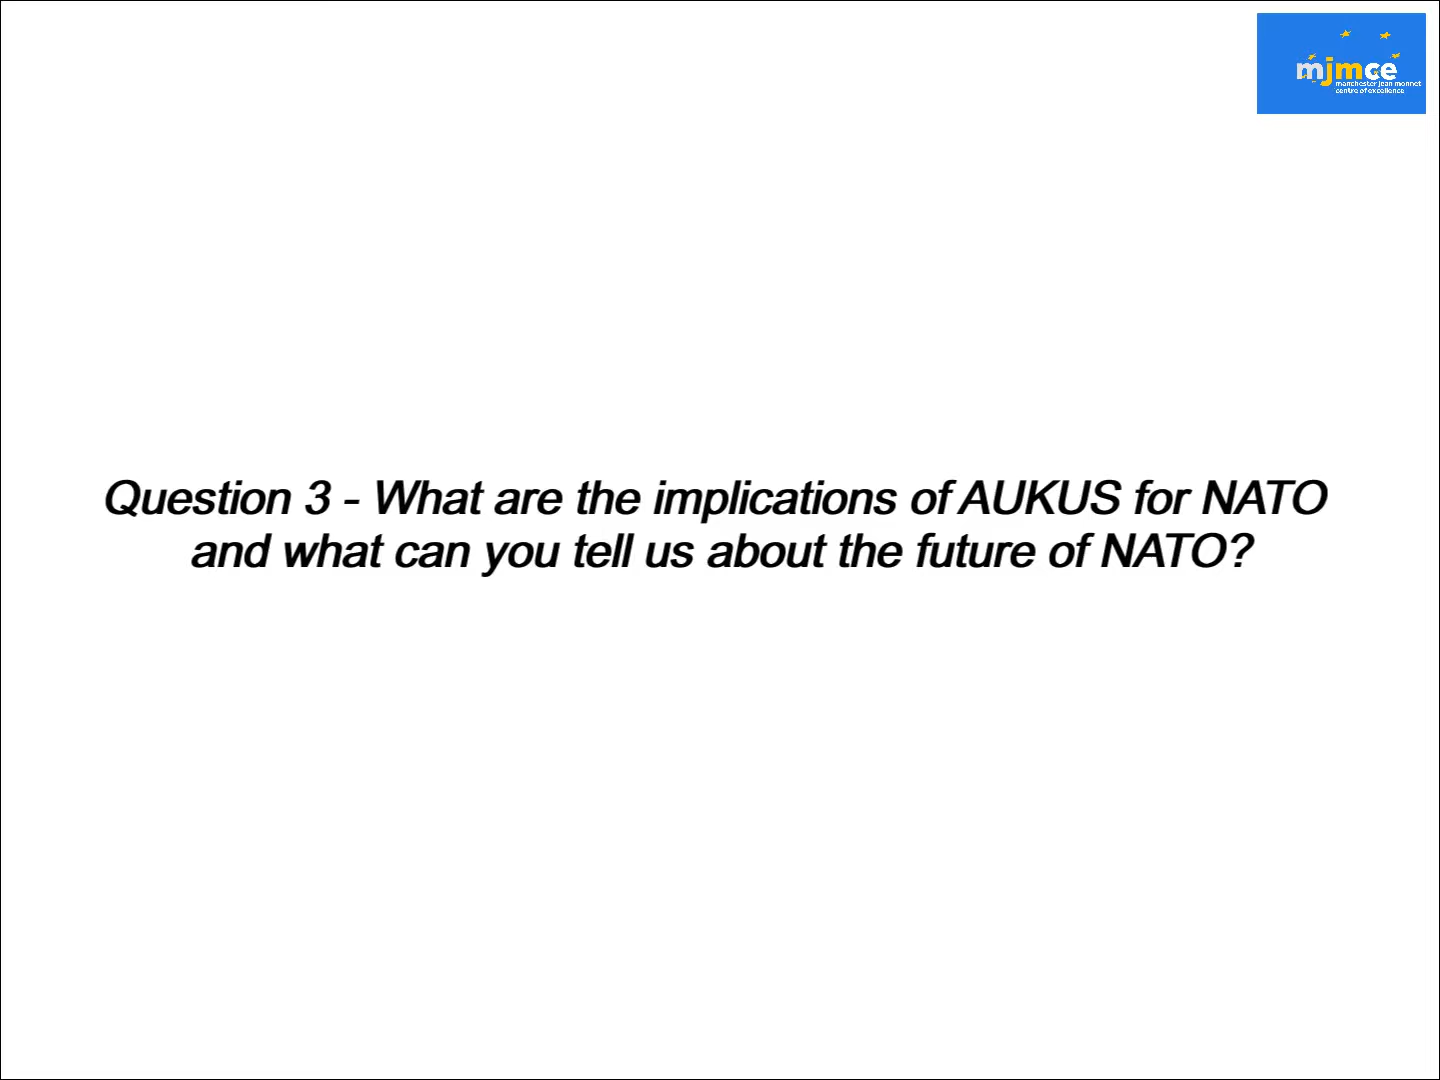 mjmce
manchester jean monnet
centre of excellence
Question 3 - What are the implications of AUKUS for NATO
and what can you tell us about the future of NATO?